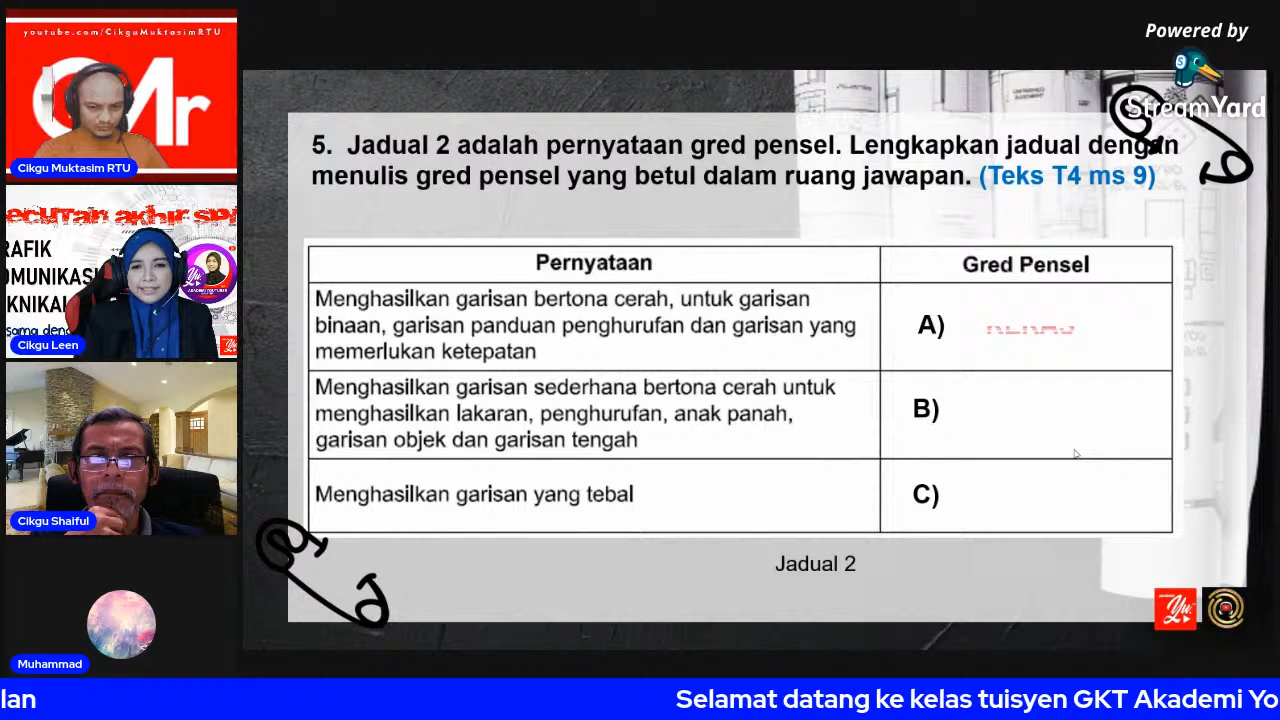 youtube.com/CikguMuktasimRTU
Cikgu Muktasim RTU
RAFIK
OMUNIKASI
KNIKAL
Cikgu Leen
Cikgu Shaiful
Muhammad
Powered by
StreamYard
5. Jadual 2 adalah pernyataan gred pensel. Lengkapkan jadual dengan
menulis gred pensel yang betul dalam ruang jawapan. (Teks T4 ms 9)
Pernyataan
Gred Pensel
Menghasilkan garisan bertona cerah, untuk garisan
binaan, garisan panduan penghurufan dan garisan yang
memerlukan ketepatan
A)
Menghasilkan garisan sederhana bertona cerah untuk
menghasilkan lakaran, penghurufan, anak panah,
garisan objek dan garisan tengah
B)
Menghasilkan garisan yang tebal
C)
Jadual 2
lan
Selamat datang ke kelas tuisyen GKT Akademi Yo